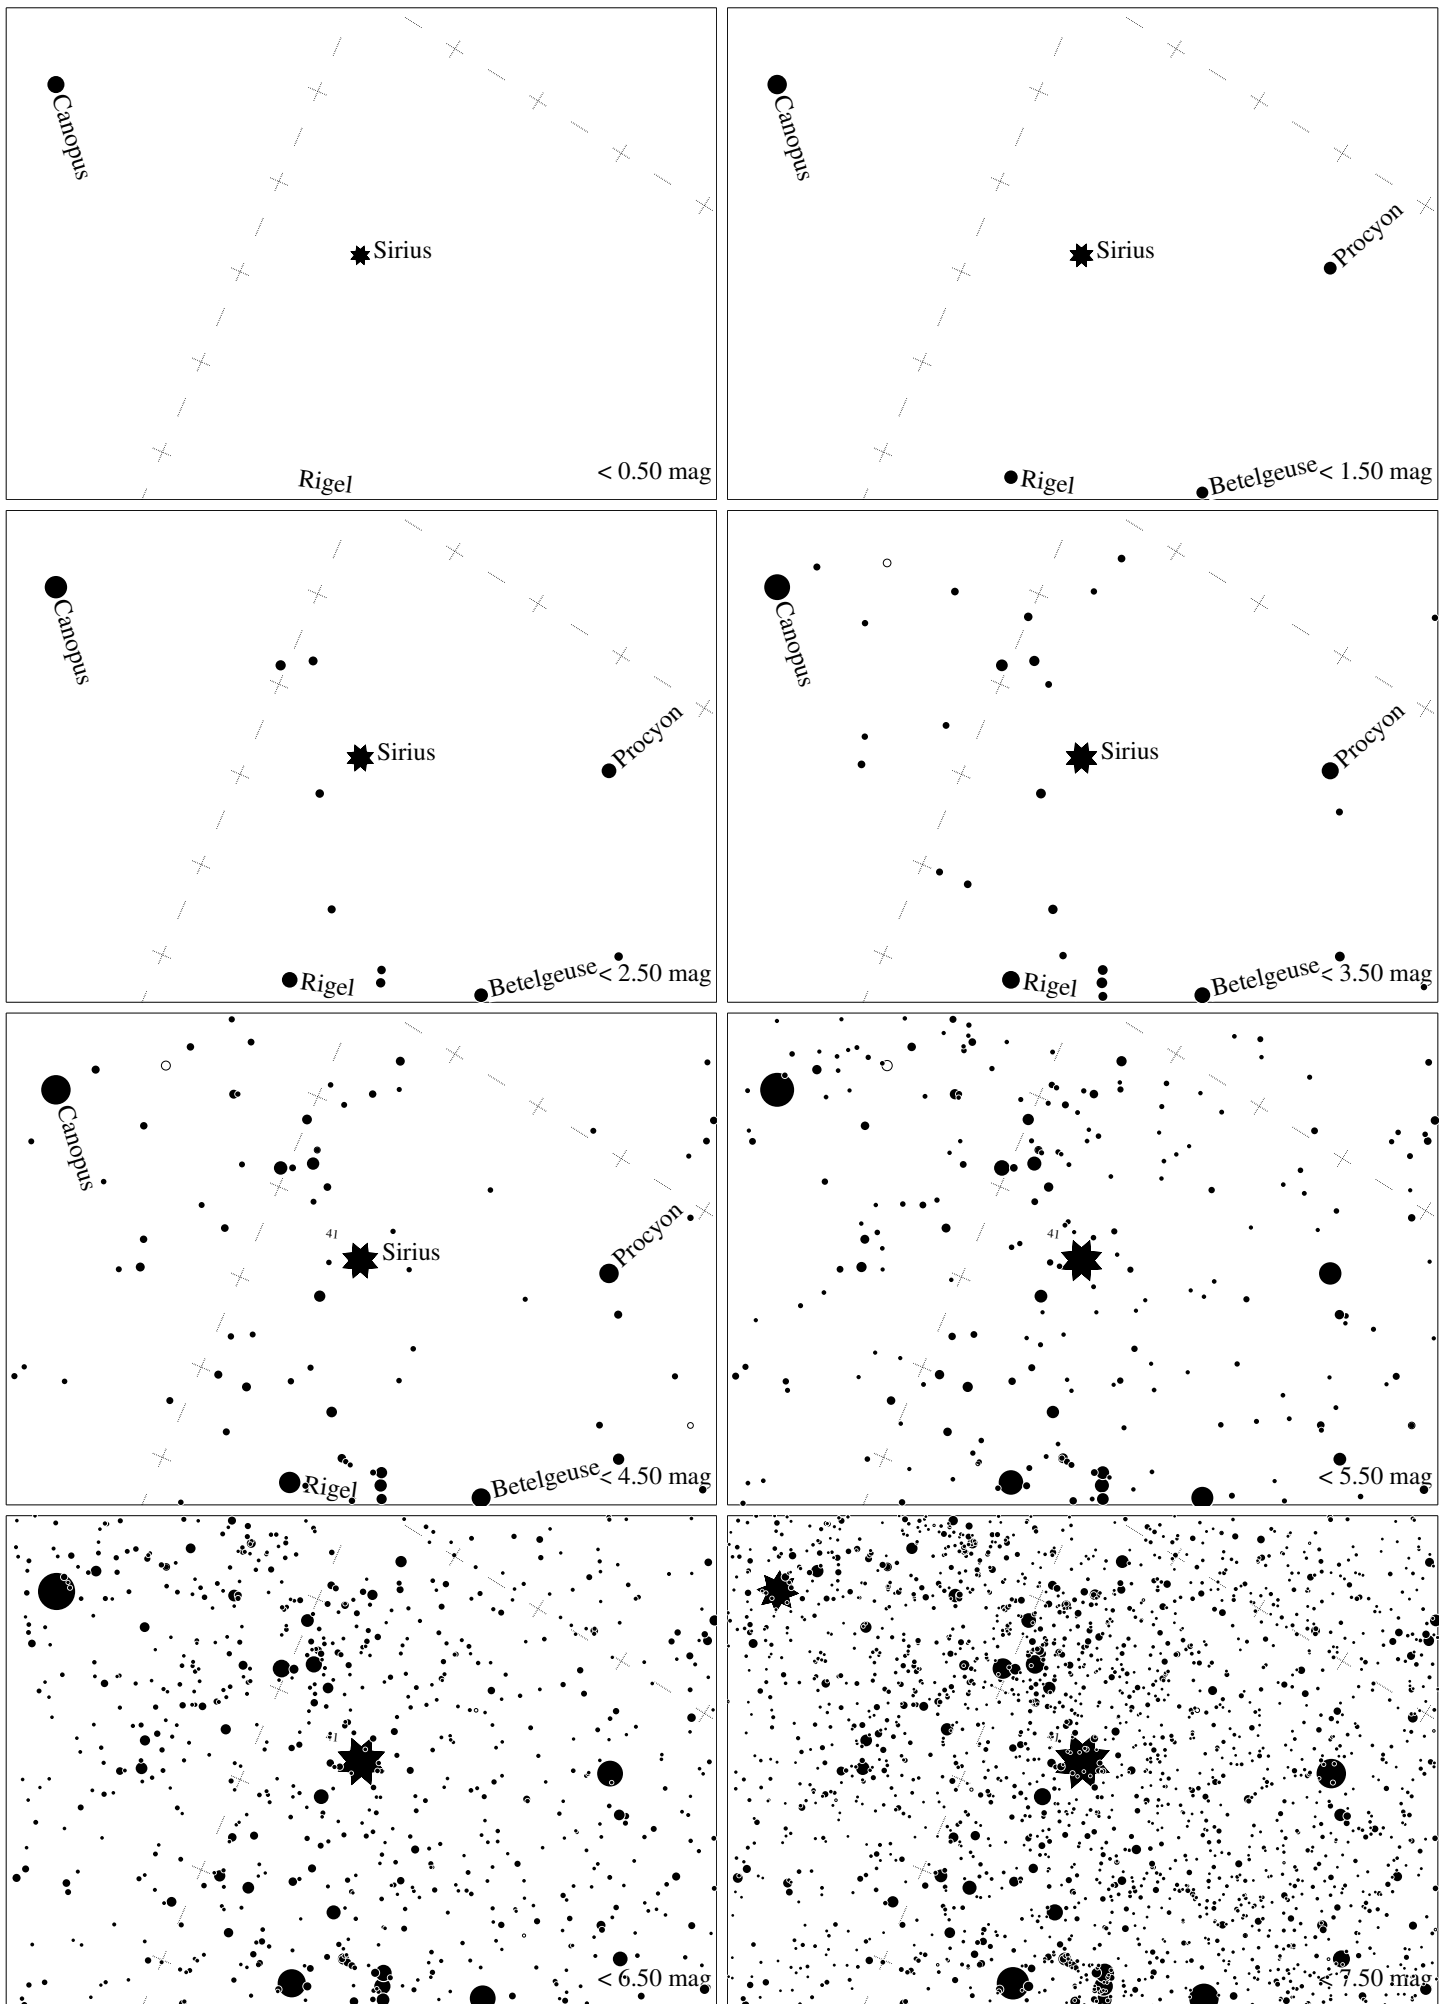 Canopus
Sirius
Rigel
< 0.50 mag
Canopus
Sirius
Procyon
Rigel
Betelgeuse
< 1.50 mag
Canopus
Sirius
Procyon
Rigel
Betelgeuse
< 2.50 mag
Canopus
Sirius
Procyon
Rigel
Betelgeuse
< 3.50 mag
Canopus
41
Sirius
Procyon
Rigel
Betelgeuse
< 4.50 mag
41
< 5.50 mag
41
< 6.50 mag
41
< 7.50 mag